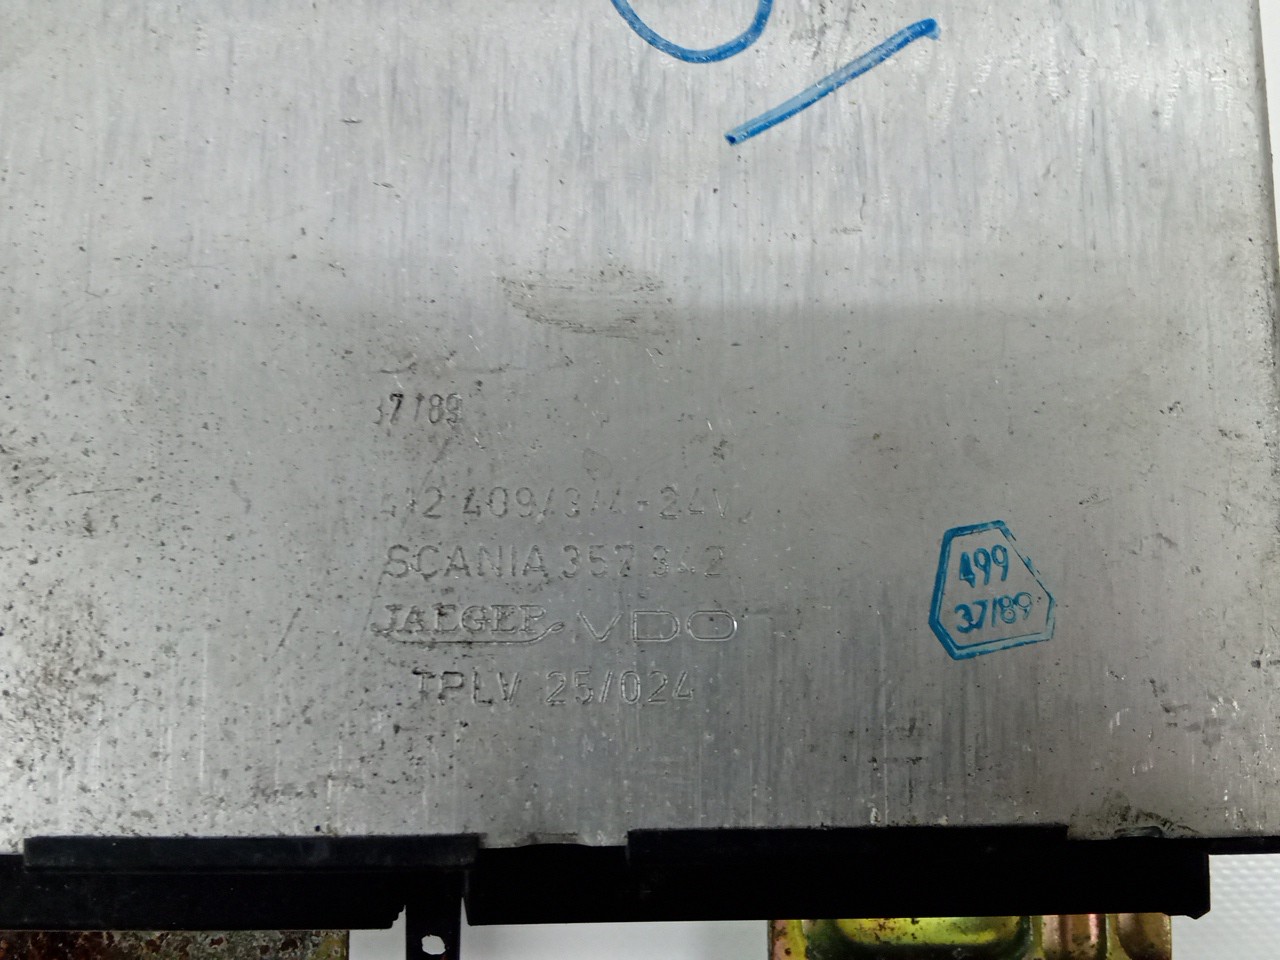 37/89
412 409/3/4-24V
SCANIA 357 342
JAEGER VDO
TPLV 25/024
499
37/89